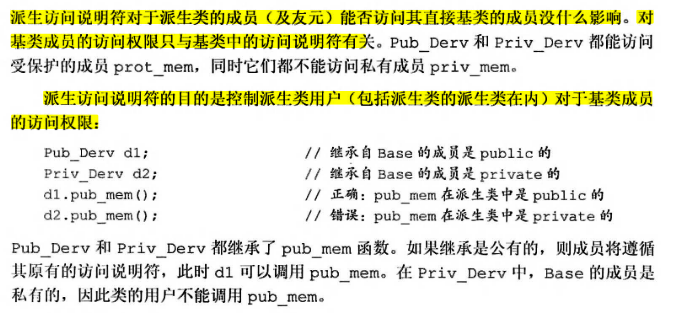 派生访问说明符对于派生类的成员（及友元）能否访问其直接基类的成员没什么影响。对
基类成员的访问权限只与基类中的访问说明符有关。Pub_Derv 和 Priv_Derv 都能访问
受保护的成员 prot_mem，同时它们都不能访问私有成员 priv_mem。
派生访问说明符的目的是控制派生类用户（包括派生类的派生类在内）对于基类成员
的访问权限：
Pub_Derv d1; // 继承自 Base 的成员是 public 的
Priv_Derv d2; // 继承自 Base 的成员是 private 的
d1.pub_mem(); // 正确：pub_mem 在派生类中是 public 的
d2.pub_mem(); // 错误：pub_mem 在派生类中是 private 的
Pub_Derv 和 Priv_Derv 都继承了 pub_mem 函数。如果继承是公有的，则成员将遵循
其原有的访问说明符，此时 d1 可以调用 pub_mem。在 Priv_Derv 中，Base 的成员是
私有的，因此类的用户不能调用 pub_mem。